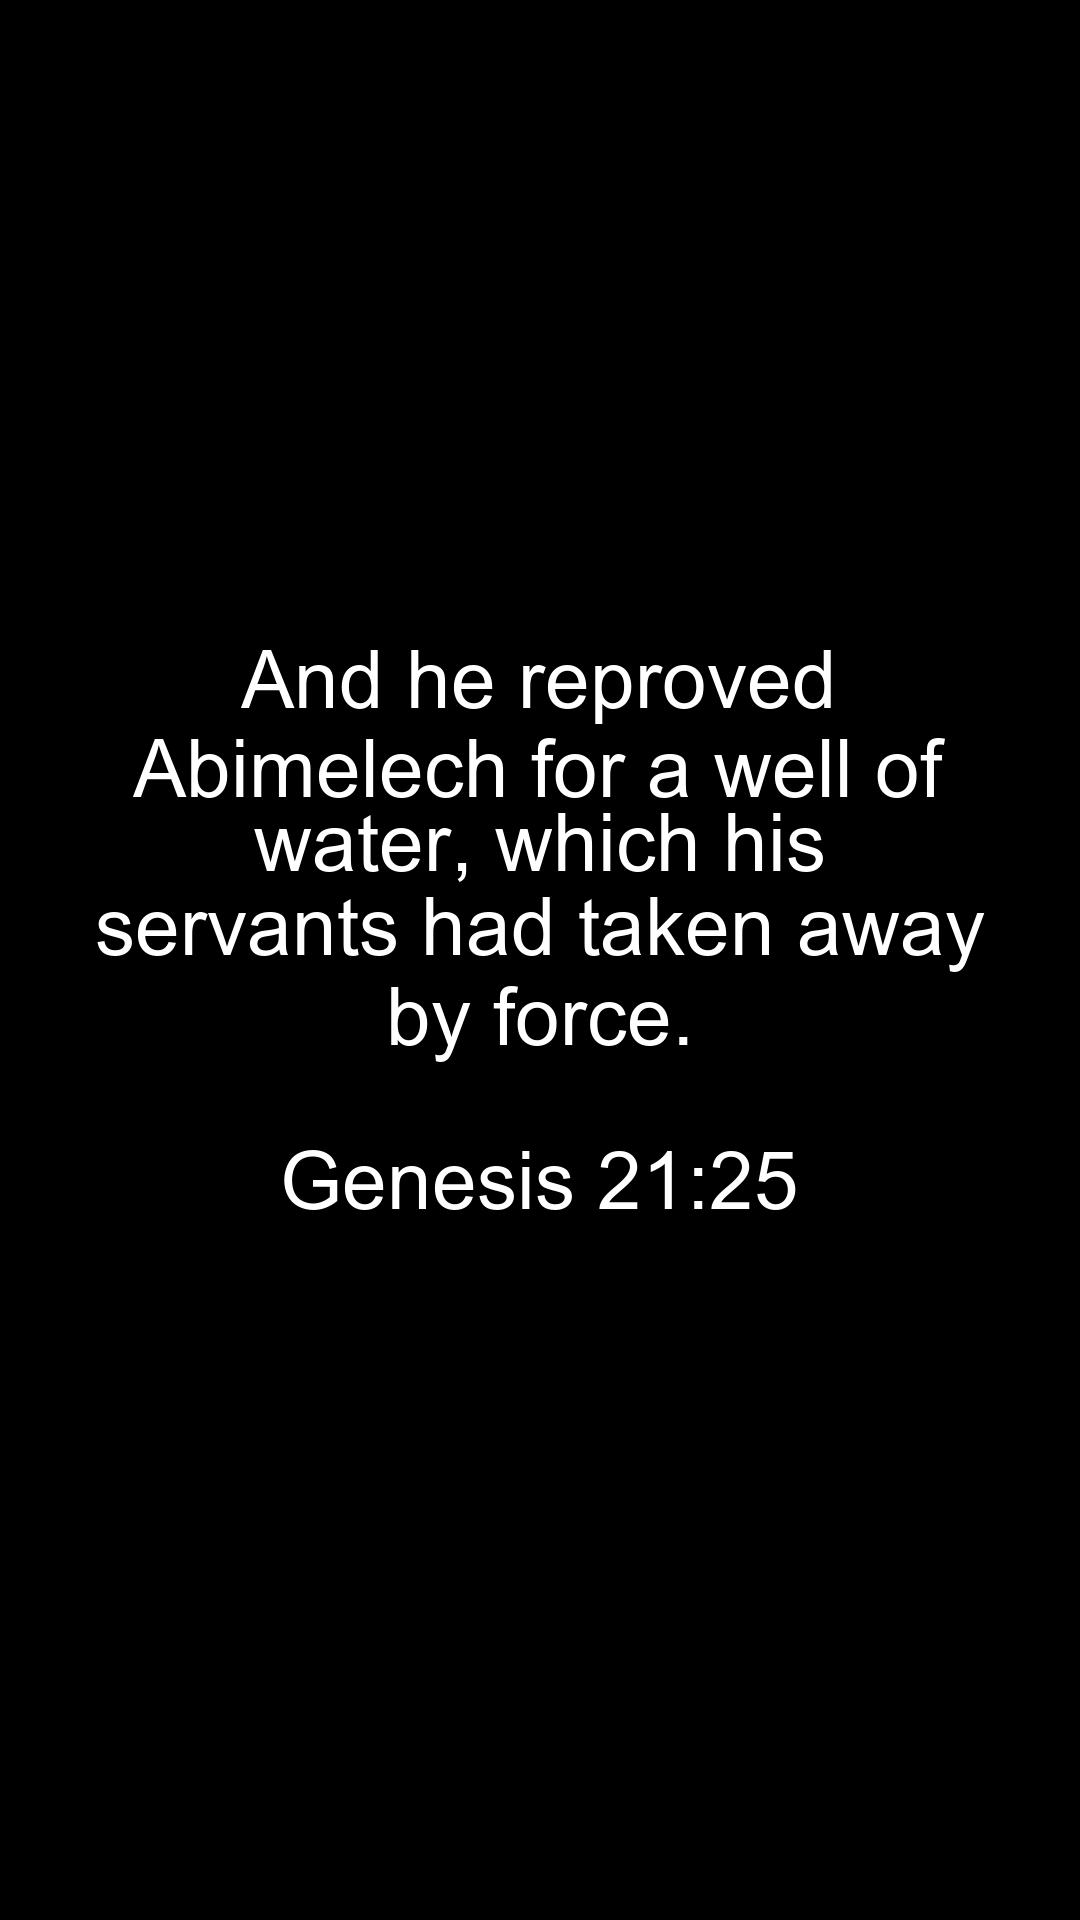 And he reproved
Abimelech for a well of
water, which his
servants had taken away
by force.
Genesis 21:25